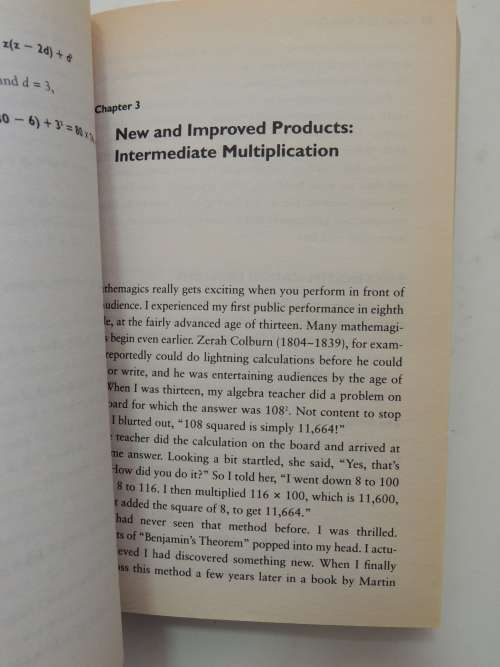 z(z − 2d) + d²
and d = 3,
− 6) + 3² = 80 ×
Chapter 3
New and Improved Products:
Intermediate Multiplication
really gets exciting when you perform in front of
I experienced my first public performance in eighth
at the fairly advanced age of thirteen. Many mathemagi-
begin even earlier. Zerah Colburn (1804–1839), for exam-
reportedly could do lightning calculations before he could
or write, and he was entertaining audiences by the age of
When I was thirteen, my algebra teacher did a problem on
for which the answer was 108². Not content to stop
I blurted out, “108 squared is simply 11,664!”
teacher did the calculation on the board and arrived at
answer. Looking a bit startled, she said, “Yes, that’s
How did you do it?” So I told her, “I went down 8 to 100
8 to 116. I then multiplied 116 × 100, which is 11,600,
added the square of 8, to get 11,664.”
had never seen that method before. I was thrilled.
of “Benjamin’s Theorem” popped into my head. I actu-
I had discovered something new. When I finally
this method a few years later in a book by Martin